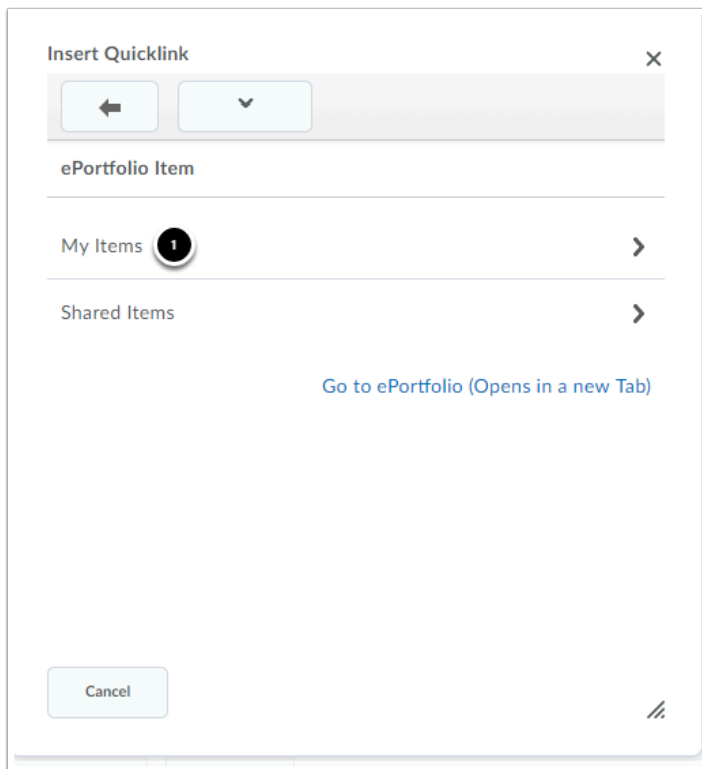 Insert Quicklink
ePortfolio Item
My Items 1
Shared Items
Go to ePortfolio (Opens in a new Tab)
Cancel